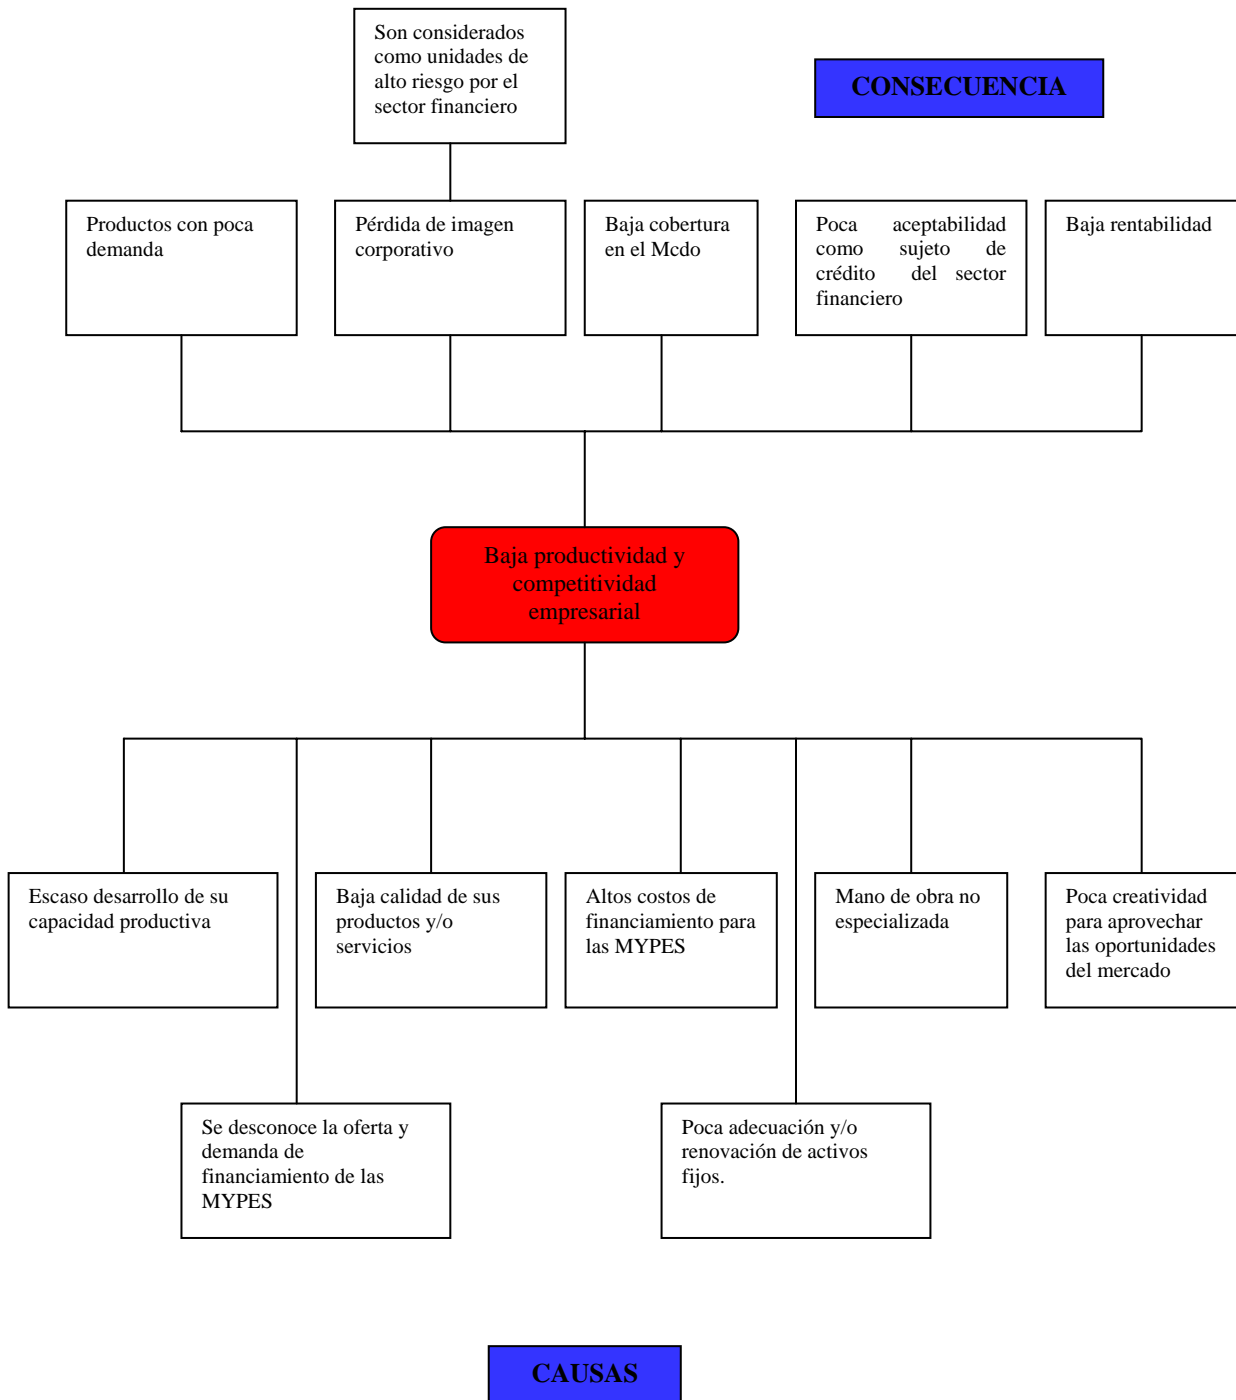 Son considerados
como unidades de
alto riesgo por el
sector financiero
CONSECUENCIA
Productos con poca
demanda
Pérdida de imagen
corporativo
Baja cobertura
en el Mcdo
Poca aceptabilidad
como sujeto de
crédito del sector
financiero
Baja rentabilidad
Baja productividad y
competitividad
empresarial
Escaso desarrollo de su
capacidad productiva
Baja calidad de sus
productos y/o
servicios
Altos costos de
financiamiento para
las MYPES
Mano de obra no
especializada
Poca creatividad
para aprovechar
las oportunidades
del mercado
Se desconoce la oferta y
demanda de
financiamiento de las
MYPES
Poca adecuación y/o
renovación de activos
fijos.
CAUSAS